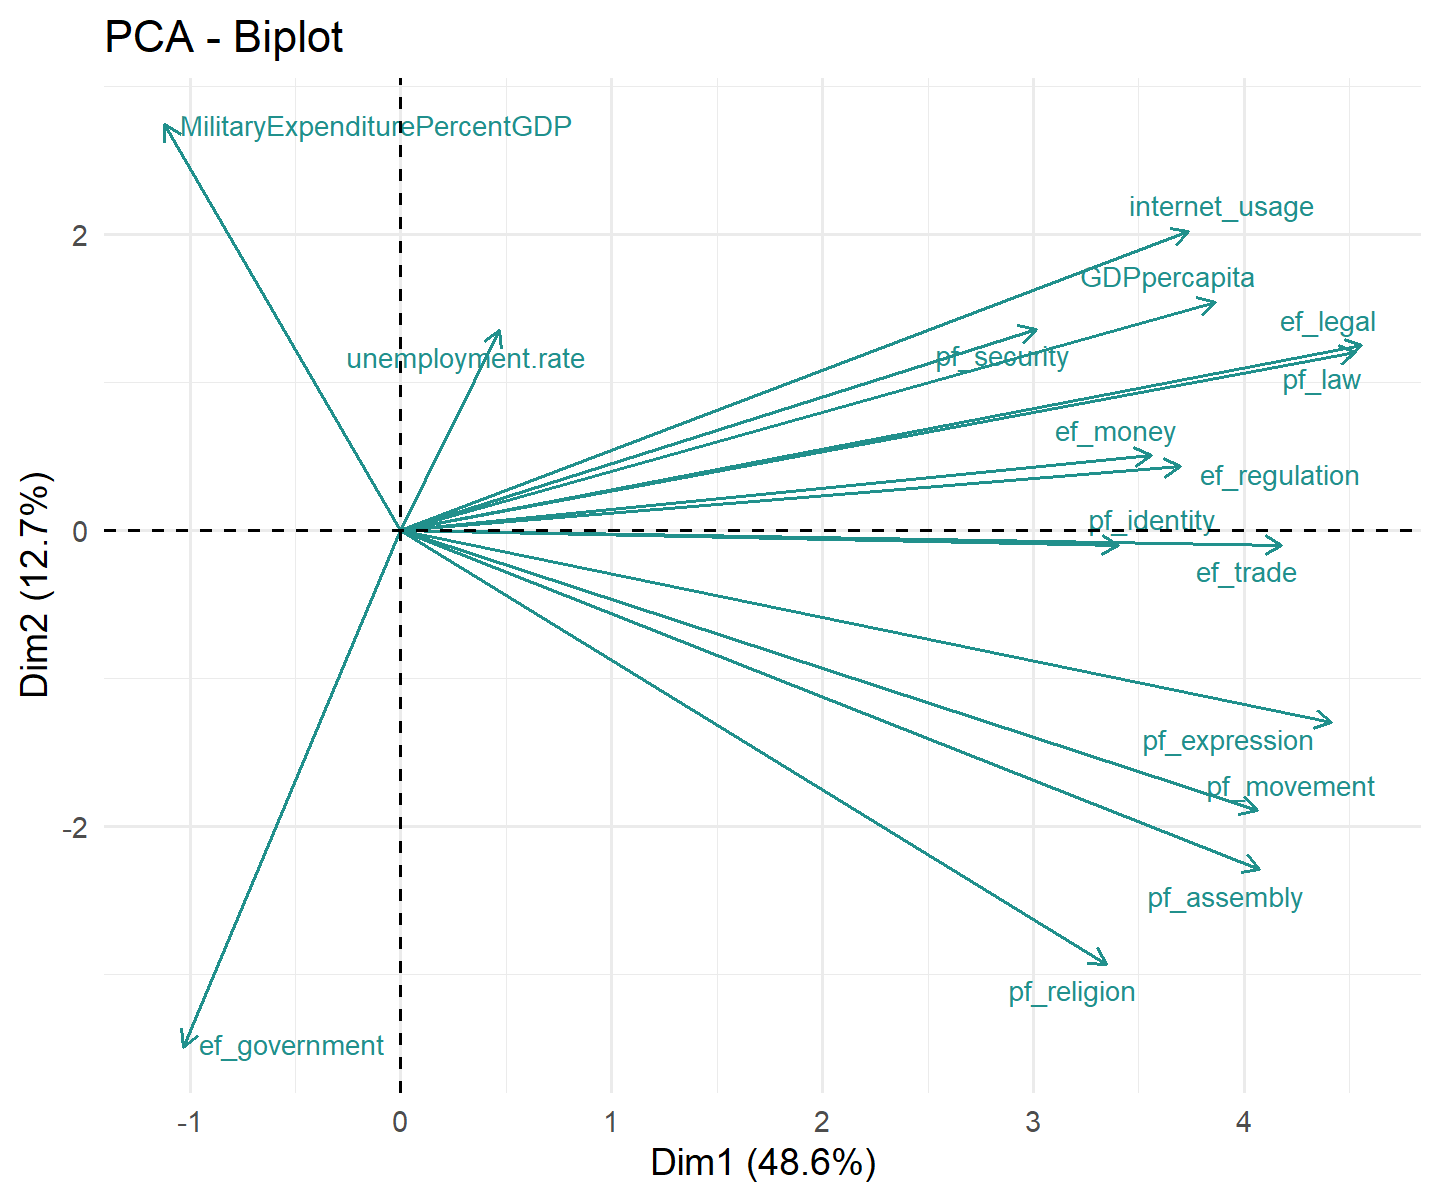 PCA - Biplot
MilitaryExpenditurePercentGDP
internet_usage
2
GDPpercapita
ef_legal
unemployment.rate
pf_security
pf_law
ef_money
ef_regulation
pf_identity
0
ef_trade
Dim2 (12.7%)
pf_expression
pf_movement
-2
pf_assembly
pf_religion
ef_government
-1 0 1 2 3 4
Dim1 (48.6%)